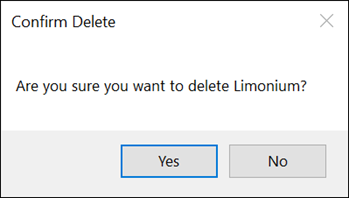 Confirm Delete
Are you sure you want to delete Limonium?
Yes
No